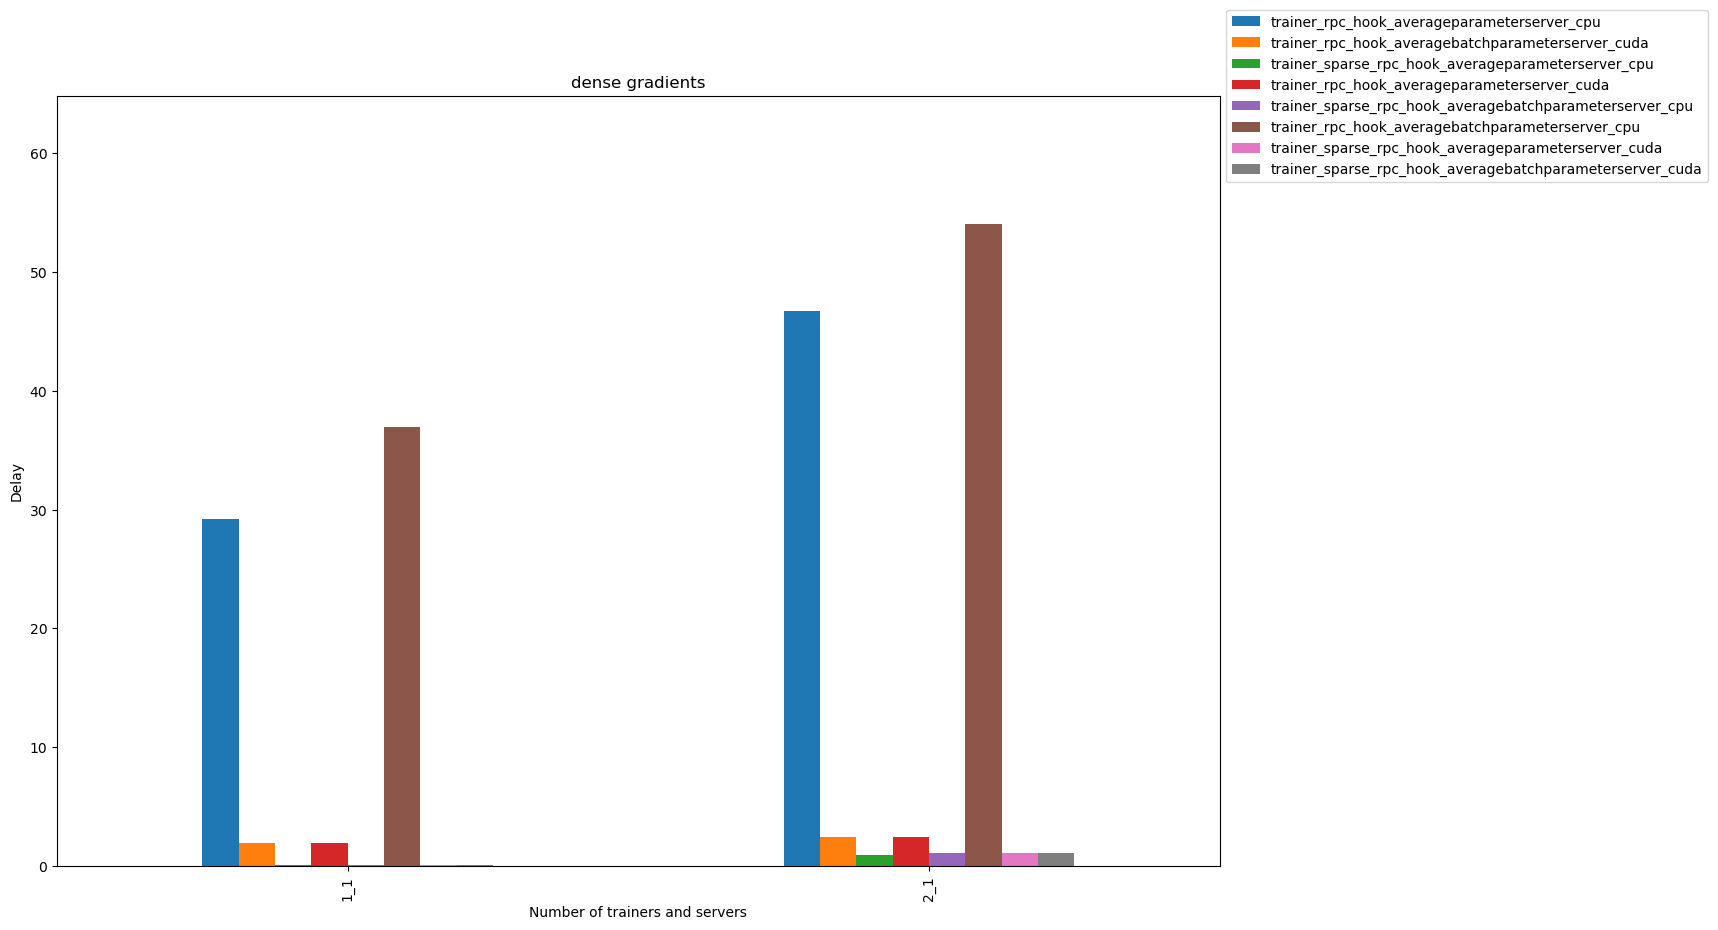 trainer_rpc_hook_averageparameterserver_cpu
trainer_rpc_hook_averagebatchparameterserver_cuda
trainer_sparse_rpc_hook_averageparameterserver_cpu
trainer_rpc_hook_averageparameterserver_cuda
trainer_sparse_rpc_hook_averagebatchparameterserver_cpu
trainer_rpc_hook_averagebatchparameterserver_cpu
trainer_sparse_rpc_hook_averageparameterserver_cuda
trainer_sparse_rpc_hook_averagebatchparameterserver_cuda
dense gradients
60
50
40
30
20
10
0
Delay
1_1
2_1
Number of trainers and servers